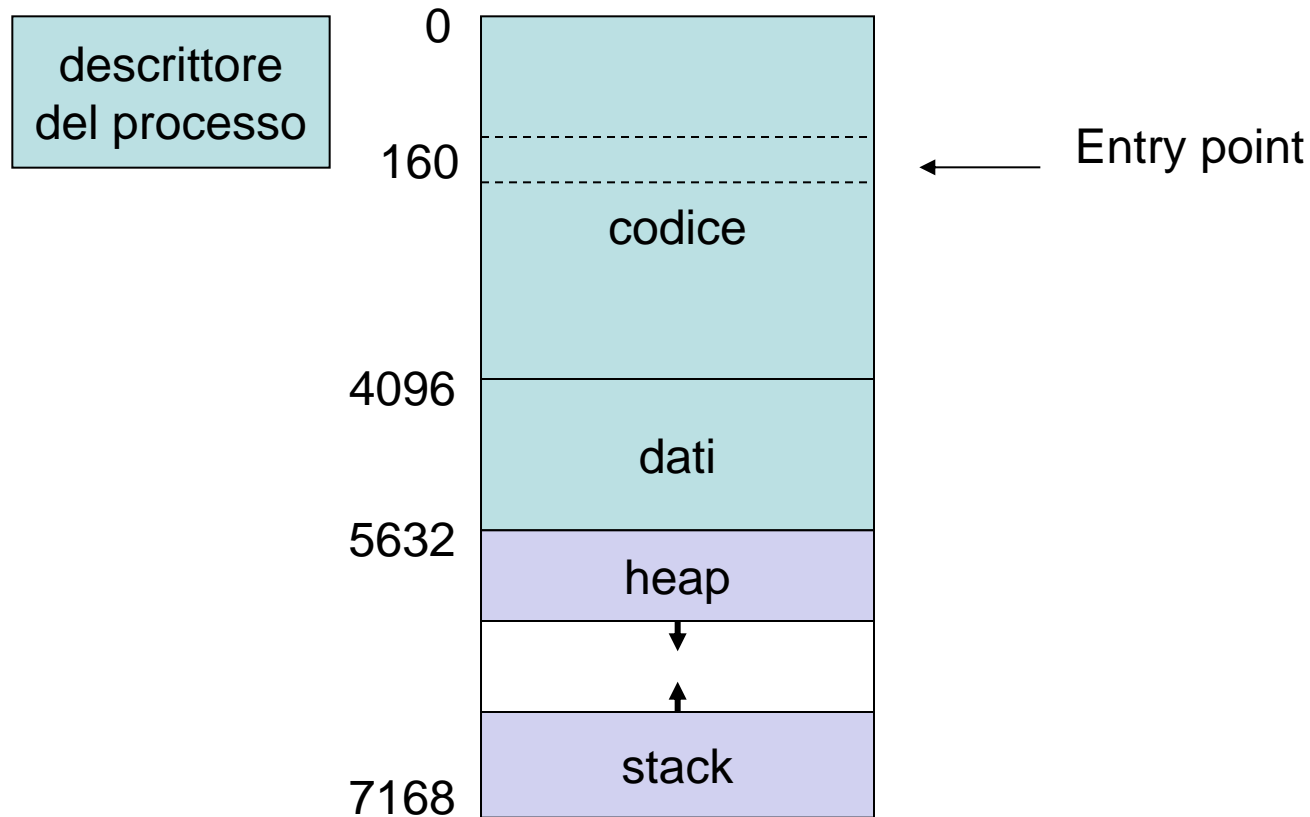 descrittore
del processo
0
160
Entry point
codice
4096
dati
5632
heap
stack
7168